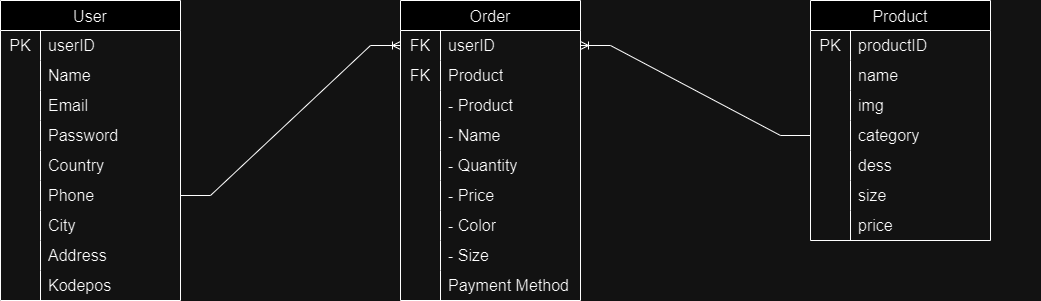 User
PK userID
Name
Email
Password
Country
Phone
City
Address
Kodepos
Order
FK userID
FK Product
- Product
- Name
- Quantity
- Price
- Color
- Size
Payment Method
Product
PK productID
name
img
category
dess
size
price